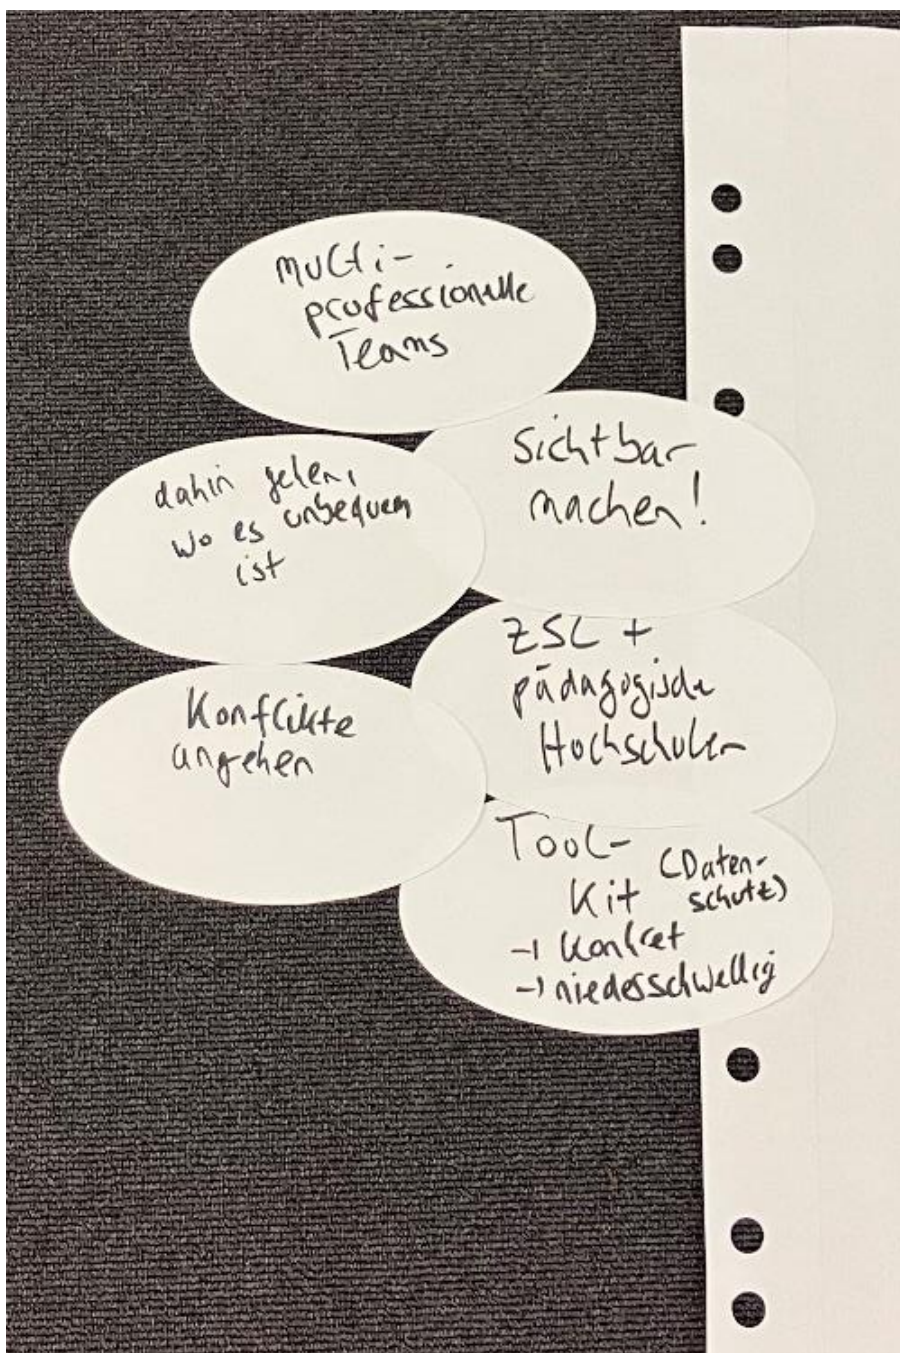 Multi-
professionelle
Teams
Sichtbar
machen!
dahin gehen,
wo es unbequem
ist
ZSL +
pädagogische
Hochschulen
Konflikte
angehen
Tool-
Kit (Daten-
schutz)
→ konkret
→ niederschwellig